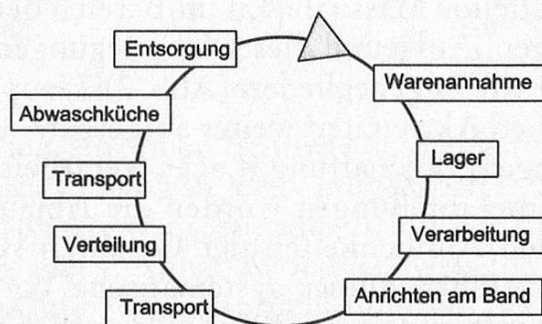 Entsorgung
Warenannahme
Abwaschküche
Lager
Transport
Verarbeitung
Verteilung
Anrichten am Band
Transport